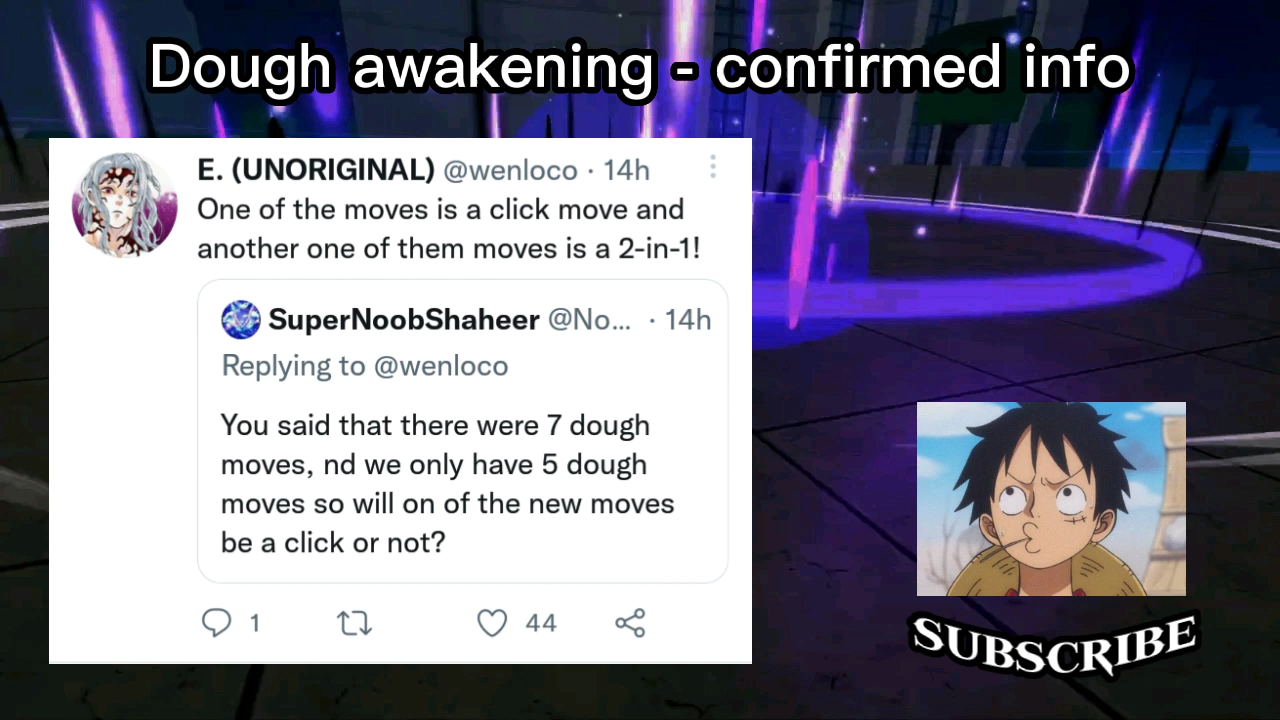 Dough awakening - confirmed info
E. (UNORIGINAL) @wenloco · 14h
One of the moves is a click move and
another one of them moves is a 2-in-1!
SuperNoobShaheer @No... · 14h
Replying to @wenloco
You said that there were 7 dough
moves, nd we only have 5 dough
moves so will on of the new moves
be a click or not?
1 44
SUBSCRIBE